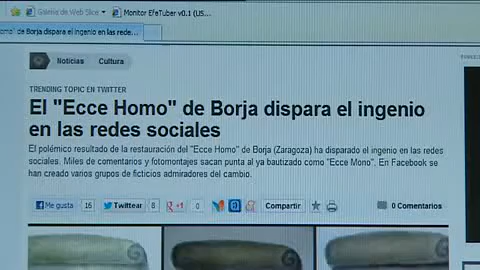 Galería de Web Slice Monitor EfeTuber v0.1 (US...
omo" de Borja dispara el ingenio en las rede...
Noticias Cultura
TRENDING TOPIC EN TWITTER
El "Ecce Homo" de Borja dispara el ingenio
en las redes sociales
El polémico resultado de la restauración del "Ecce Homo" de Borja (Zaragoza) ha disparado el ingenio en las redes
sociales. Miles de comentarios y fotomontajes sacan punta al ya bautizado como "Ecce Mono". En Facebook se
han creado varios grupos de ficticios admiradores del cambio.
Me gusta 16 Twittear 8 +1 0 Compartir 0 Comentarios